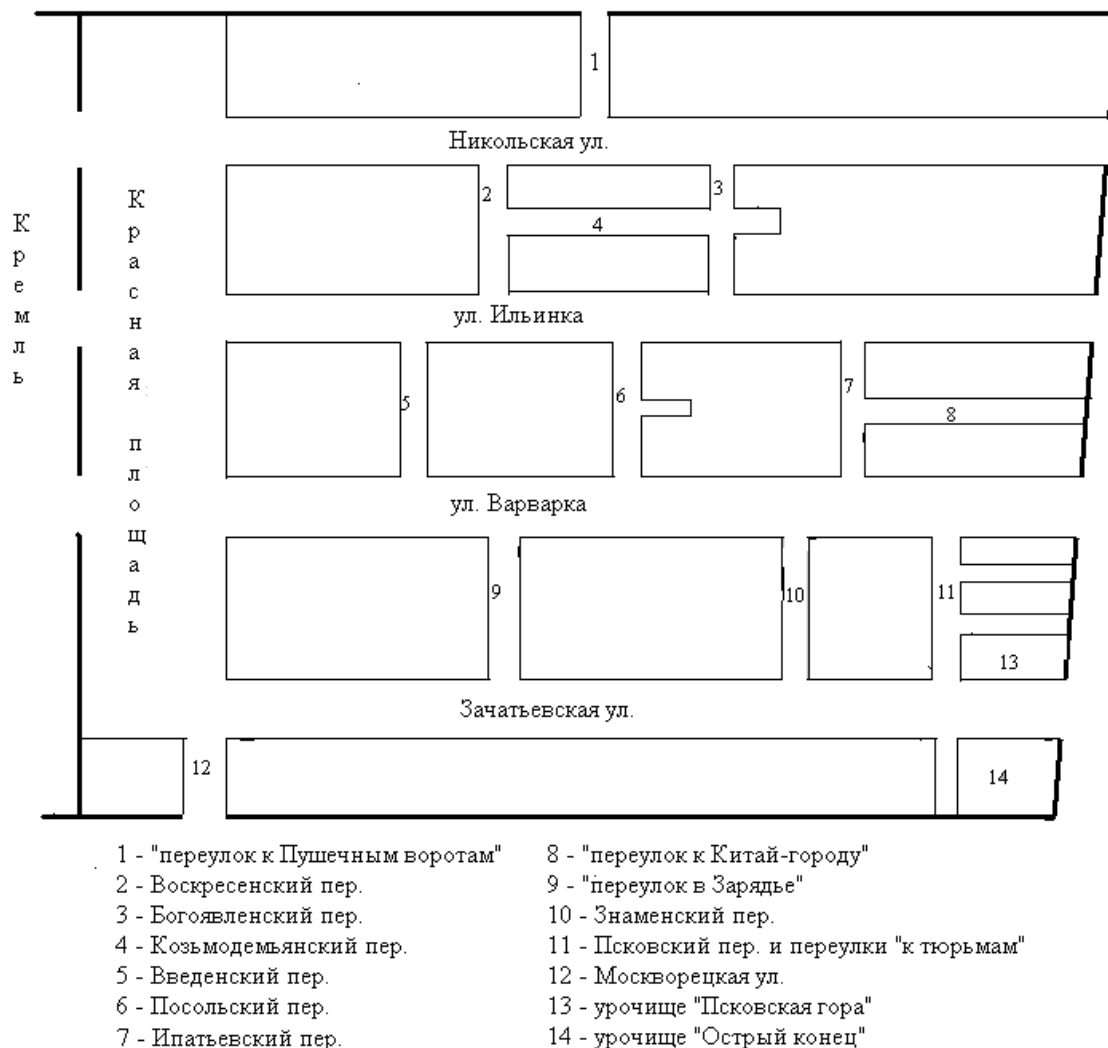 1
Никольская ул.
2
3
4
Кремль
Красная площадь
ул. Ильинка
5
6
7
8
ул. Варварка
9
10
11
13
Зачатьевская ул.
12
14
1 - "переулок к Пушечным воротам"
2 - Воскресенский пер.
3 - Богоявленский пер.
4 - Козьмодемьянский пер.
5 - Введенский пер.
6 - Посольский пер.
7 - Ипатьевский пер.
8 - "переулок к Китай-городу"
9 - "переулок в Зарядье"
10 - Знаменский пер.
11 - Псковский пер. и переулки "к тюрьмам"
12 - Москворецкая ул.
13 - урочище "Псковская гора"
14 - урочище "Острый конец"